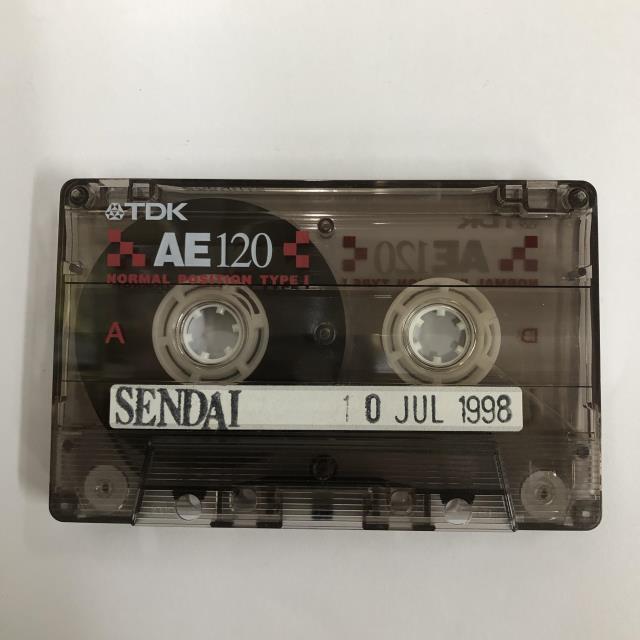 TDK
AE120
NORMAL POSITION TYPE I
A
SENDAI 10 JUL 1998